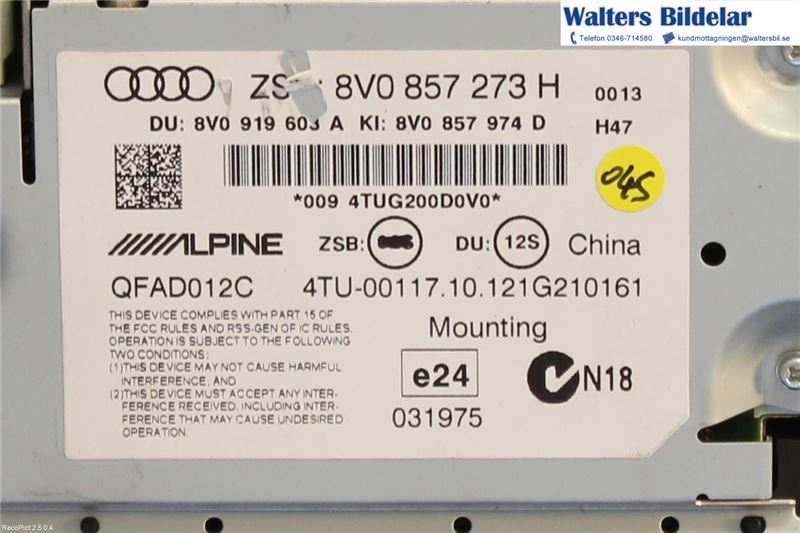 Walters Bildelar
Telefon 0346-714580 kundmottagningen@waltersbil.se
8V0 857 273 H 0013
DU: 8V0 919 603 A KI: 8V0 857 974 D H47
045
*009 4TUG200D0V0*
ALPINE ZSB: DU: 12S China
QFAD012C 4TU-00117.10.121G210161
THIS DEVICE COMPLIES WITH PART 15 OF
THE FCC RULES AND RSS-GEN OF IC RULES.
OPERATION IS SUBJECT TO THE FOLLOWING
TWO CONDITIONS:
(1)THIS DEVICE MAY NOT CAUSE HARMFUL
INTERFERENCE, AND
(2)THIS DEVICE MUST ACCEPT ANY INTER-
FERENCE RECEIVED, INCLUDING INTER-
FERENCE THAT MAY CAUSE UNDESIRED
OPERATION.
Mounting
e24 N18
031975
RecoPict 2.5.0.4